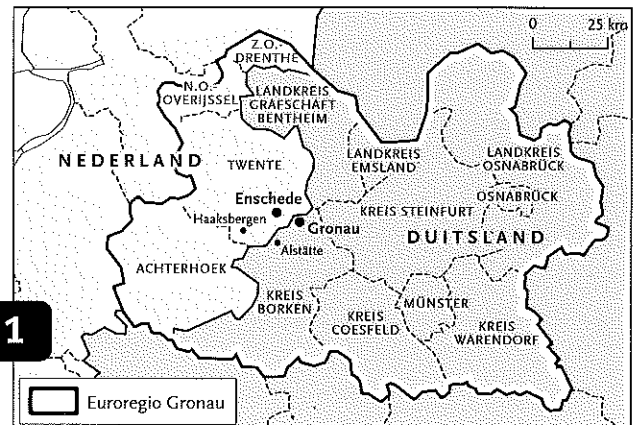 0 25 km
Z.O.-
DRENTHE
N.O.-
OVERIJSSEL
LANDKREIS
GRAFSCHAFT
BENTHEIM
NEDERLAND
TWENTE
LANDKREIS
EMSLAND
LANDKREIS
OSNABRÜCK
OSNABRÜCK
Enschede
Haaksbergen
Gronau
KREIS STEINFURT
DUITSLAND
Alstätte
ACHTERHOEK
KREIS
BORKEN
KREIS
COESFELD
MÜNSTER
KREIS
WARENDORF
1
Euroregio Gronau